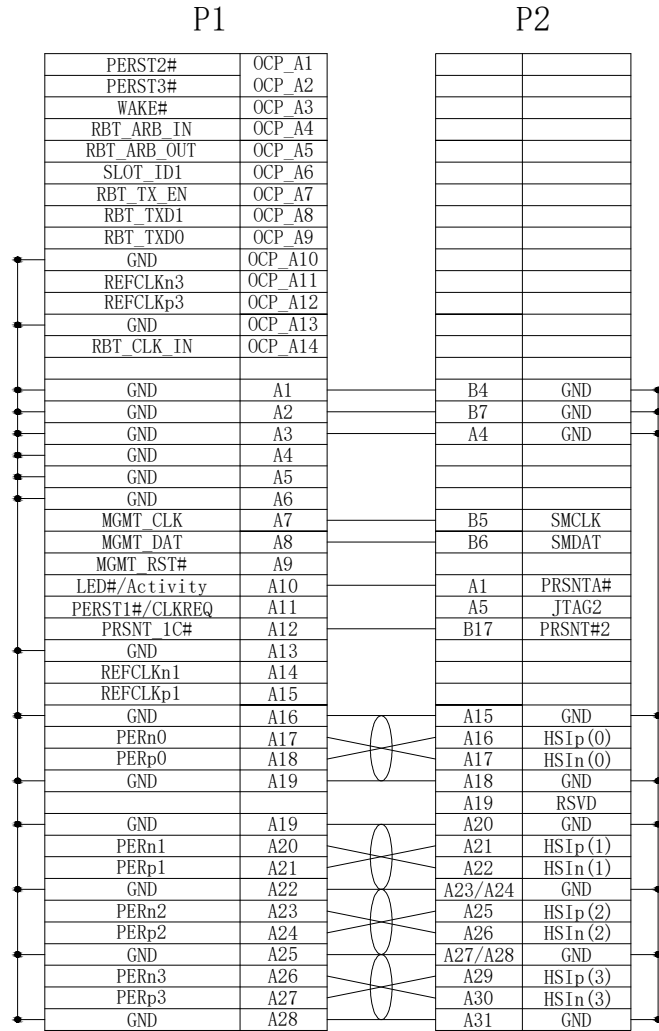 P1 P2
PERST2# OCP_A1
PERST3# OCP_A2
WAKE# OCP_A3
RBT_ARB_IN OCP_A4
RBT_ARB_OUT OCP_A5
SLOT_ID1 OCP_A6
RBT_TX_EN OCP_A7
RBT_TXD1 OCP_A8
RBT_TXD0 OCP_A9
GND OCP_A10
REFCLKn3 OCP_A11
REFCLKp3 OCP_A12
GND OCP_A13
RBT_CLK_IN OCP_A14
GND A1 B4 GND
GND A2 B7 GND
GND A3 A4 GND
GND A4
GND A5
GND A6
MGMT_CLK A7 B5 SMCLK
MGMT_DAT A8 B6 SMDAT
MGMT_RST# A9
LED#/Activity A10 A1 PRSNTA#
PERST1#/CLKREQ A11 A5 JTAG2
PRSNT_1C# A12 B17 PRSNT#2
GND A13
REFCLKn1 A14
REFCLKp1 A15
GND A16 A15 GND
PERn0 A17 A16 HSIp(0)
PERp0 A18 A17 HSIn(0)
GND A19 A18 GND
A19 RSVD
GND A19 A20 GND
PERn1 A20 A21 HSIp(1)
PERp1 A21 A22 HSIn(1)
GND A22 A23/A24 GND
PERn2 A23 A25 HSIp(2)
PERp2 A24 A26 HSIn(2)
GND A25 A27/A28 GND
PERn3 A26 A29 HSIp(3)
PERp3 A27 A30 HSIn(3)
GND A28 A31 GND